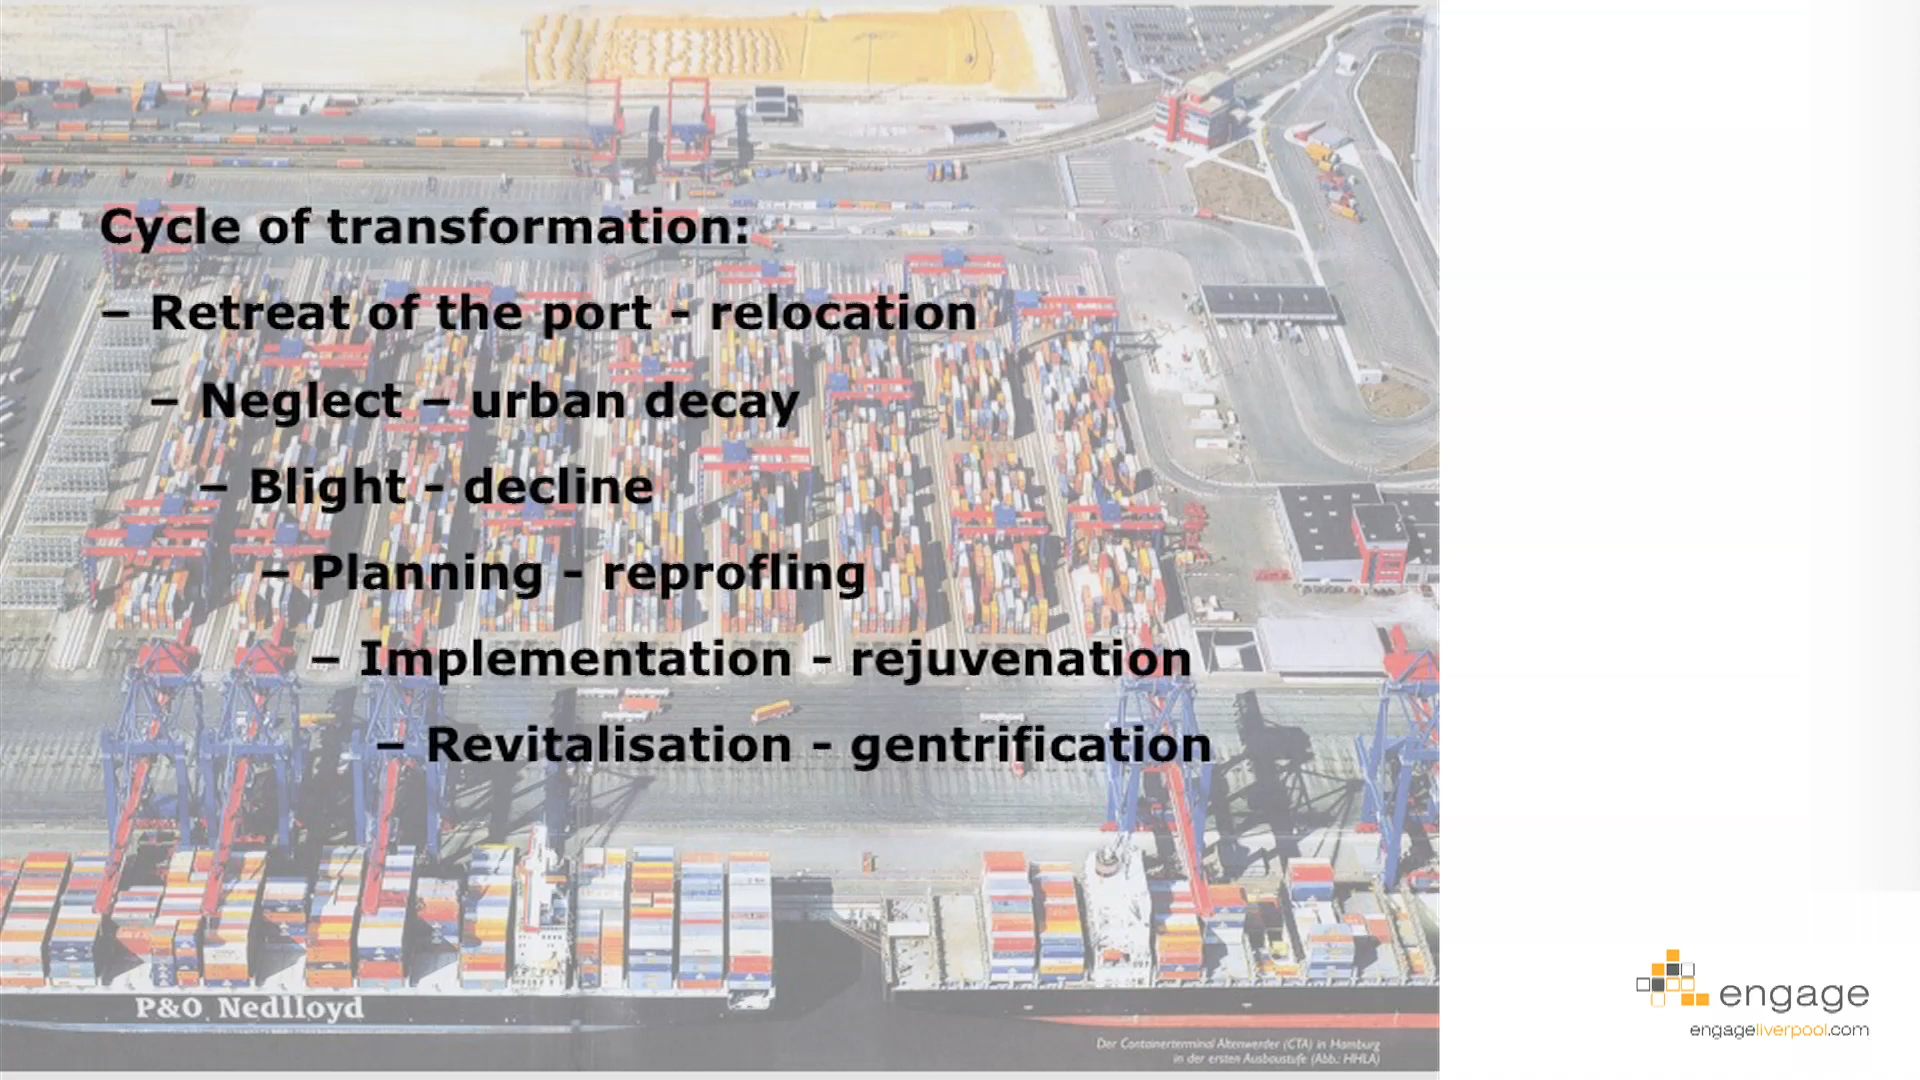 Cycle of transformation:
– Retreat of the port - relocation
– Neglect – urban decay
– Blight - decline
– Planning - reprofling
– Implementation - rejuvenation
– Revitalisation - gentrification
P&O Nedlloyd
Der Containerterminal Altenwerder (CTA) in Hamburg
in der ersten Ausbaustufe (Abb.: HHLA)
engage
engageliverpool.com